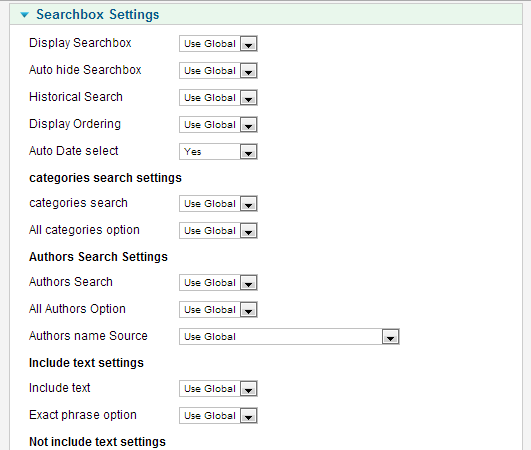 Searchbox Settings
Display Searchbox Use Global
Auto hide Searchbox Use Global
Historical Search Use Global
Display Ordering Use Global
Auto Date select Yes
categories search settings
categories search Use Global
All categories option Use Global
Authors Search Settings
Authors Search Use Global
All Authors Option Use Global
Authors name Source Use Global
Include text settings
Include text Use Global
Exact phrase option Use Global
Not include text settings